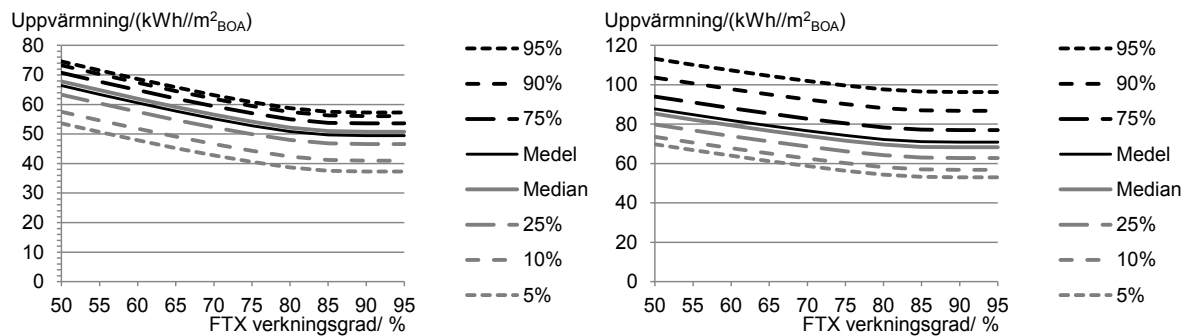 Uppvärmning/(kWh//m²BOA)
80
70
60
50
40
30
20
10
0
50 55 60 65 70 75 80 85 90 95
FTX verkningsgrad/ %
95%
90%
75%
Medel
Median
25%
10%
5%
Uppvärmning/(kWh//m²BOA)
120
100
80
60
40
20
0
50 55 60 65 70 75 80 85 90 95
FTX verkningsgrad/ %
95%
90%
75%
Medel
Median
25%
10%
5%